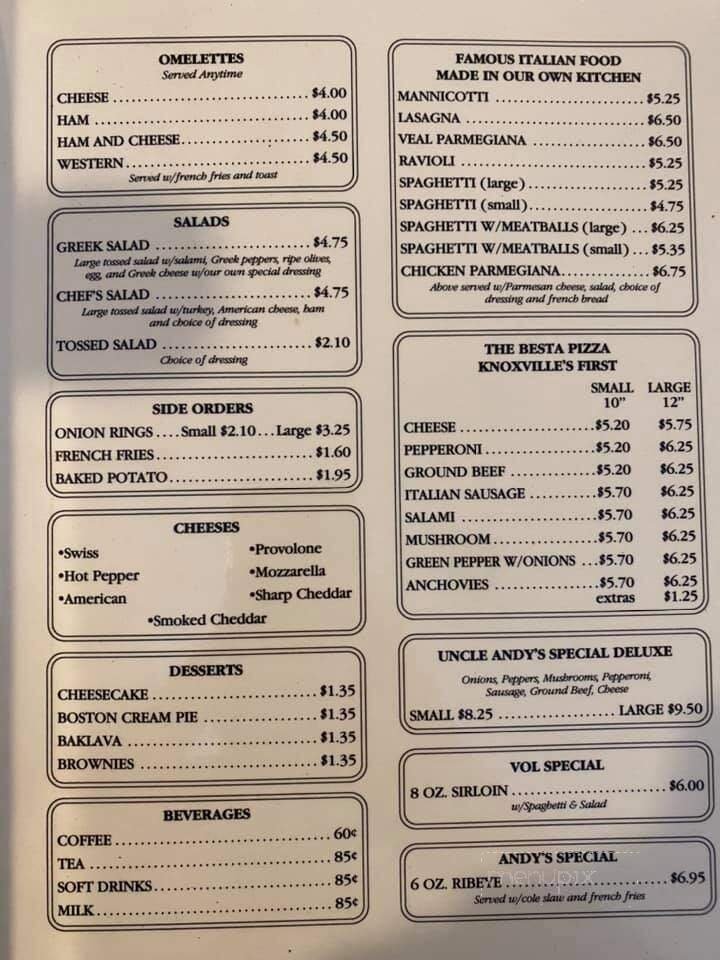 OMELETTES
Served Anytime
CHEESE ........................ $4.00
HAM ........................ $4.00
HAM AND CHEESE ................ $4.50
WESTERN ........................ $4.50
Served w/french fries and toast
SALADS
GREEK SALAD ........................ $4.75
Large tossed salad w/salami, Greek peppers, ripe olives,
egg, and Greek cheese w/our own special dressing
CHEF'S SALAD ........................ $4.75
Large tossed salad w/turkey, American cheese, ham
and choice of dressing
TOSSED SALAD ........................ $2.10
Choice of dressing
SIDE ORDERS
ONION RINGS ....Small $2.10...Large $3.25
FRENCH FRIES ........................ $1.60
BAKED POTATO ........................ $1.95
CHEESES
•Swiss •Provolone
•Hot Pepper •Mozzarella
•American •Sharp Cheddar
•Smoked Cheddar
DESSERTS
CHEESECAKE ........................ $1.35
BOSTON CREAM PIE ................ $1.35
BAKLAVA ........................ $1.35
BROWNIES ........................ $1.35
BEVERAGES
COFFEE ........................ 60¢
TEA ........................ 85¢
SOFT DRINKS ........................ 85¢
MILK ........................ 85¢
FAMOUS ITALIAN FOOD
MADE IN OUR OWN KITCHEN
MANNICOTTI ........................ $5.25
LASAGNA ........................ $6.50
VEAL PARMEGIANA ................ $6.50
RAVIOLI ........................ $5.25
SPAGHETTI (large) ................ $5.25
SPAGHETTI (small) ................ $4.75
SPAGHETTI W/MEATBALLS (large) ... $6.25
SPAGHETTI W/MEATBALLS (small) ... $5.35
CHICKEN PARMEGIANA ............. $6.75
Above served w/Parmesan cheese, salad, choice of
dressing and french bread
THE BESTA PIZZA
KNOXVILLE'S FIRST
SMALL LARGE
10" 12"
CHEESE ........................ $5.20 $5.75
PEPPERONI ........................ $5.20 $6.25
GROUND BEEF ................ $5.20 $6.25
ITALIAN SAUSAGE ............ $5.70 $6.25
SALAMI ........................ $5.70 $6.25
MUSHROOM ................ $5.70 $6.25
GREEN PEPPER W/ONIONS ...$5.70 $6.25
ANCHOVIES ................ $5.70 $6.25
extras $1.25
UNCLE ANDY'S SPECIAL DELUXE
Onions, Peppers, Mushrooms, Pepperoni,
Sausage, Ground Beef, Cheese
SMALL $8.25 .................... LARGE $9.50
VOL SPECIAL
8 OZ. SIRLOIN ........................ $6.00
w/Spaghetti & Salad
ANDY'S SPECIAL
6 OZ. RIBEYE ........................ $6.95
menupix
Served w/cole slaw and french fries